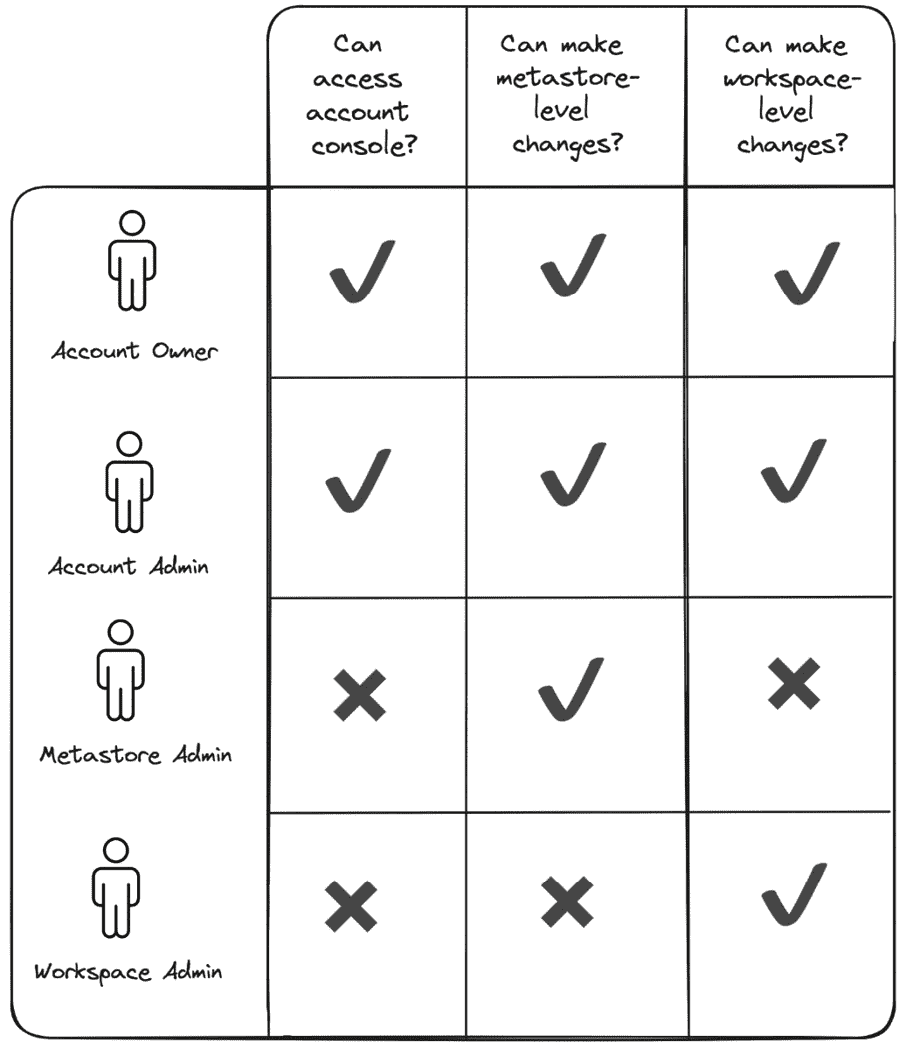 Can
access
account
console?
Can make
metastore-
level
changes?
Can make
workspace-
level
changes?
Account Owner
Account Admin
Metastore Admin
Workspace Admin